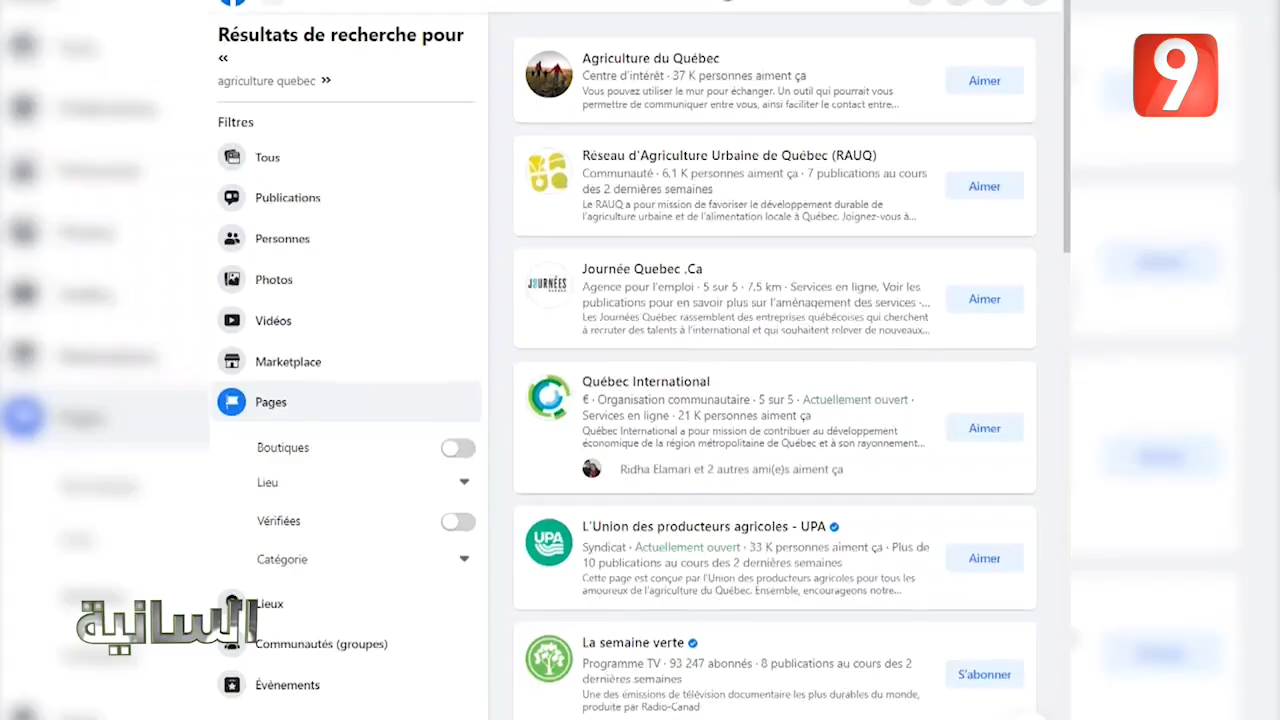 Résultats de recherche pour
«
agriculture quebec »
Filtres
Tous
Publications
Personnes
Photos
Vidéos
Marketplace
Pages
Boutiques
Lieu
Vérifiées
Catégorie
Lieux
Communautés (groupes)
Évènements
Agriculture du Québec
Centre d'intérêt · 37 K personnes aiment ça
Vous pouvez utiliser le mur pour échanger. Un outil qui pourrait vous
permettre de communiquer entre vous, ainsi faciliter le contact entre...
Aimer
Réseau d'Agriculture Urbaine de Québec (RAUQ)
Communauté · 6,1 K personnes aiment ça · 7 publications au cours
des 2 dernières semaines
Le RAUQ a pour mission de favoriser le développement durable de
l'agriculture urbaine et de l'alimentation locale à Québec. Joignez-vous à...
Aimer
JOURNÉES
Journée Quebec .Ca
Agence pour l'emploi · 5 sur 5 · 7.5 km · Services en ligne, Voir les
publications pour en savoir plus sur l'aménagement des services ·...
Les Journées Québec rassemblent des entreprises québécoises qui cherchent
à recruter des talents à l'international et qui souhaitent relever de nouveaux...
Aimer
Québec International
€ · Organisation communautaire · 5 sur 5 · Actuellement ouvert ·
Services en ligne · 21 K personnes aiment ça
Québec International a pour mission de contribuer au développement
économique de la région métropolitaine de Québec et à son rayonnement...
Ridha Elamari et 2 autres ami(e)s aiment ça
Aimer
UPA
L'Union des producteurs agricoles - UPA
Syndicat · Actuellement ouvert · 33 K personnes aiment ça · Plus de
10 publications au cours des 2 dernières semaines
Cette page est conçue par l'Union des producteurs agricoles pour tous les
amoureux de l'agriculture du Québec. Ensemble, encourageons notre...
Aimer
La semaine verte
Programme TV · 93 247 abonnés · 8 publications au cours des 2
dernières semaines
Une des émissions de télévision documentaire les plus durables du monde,
produite par Radio-Canad
S'abonner
9
السانية